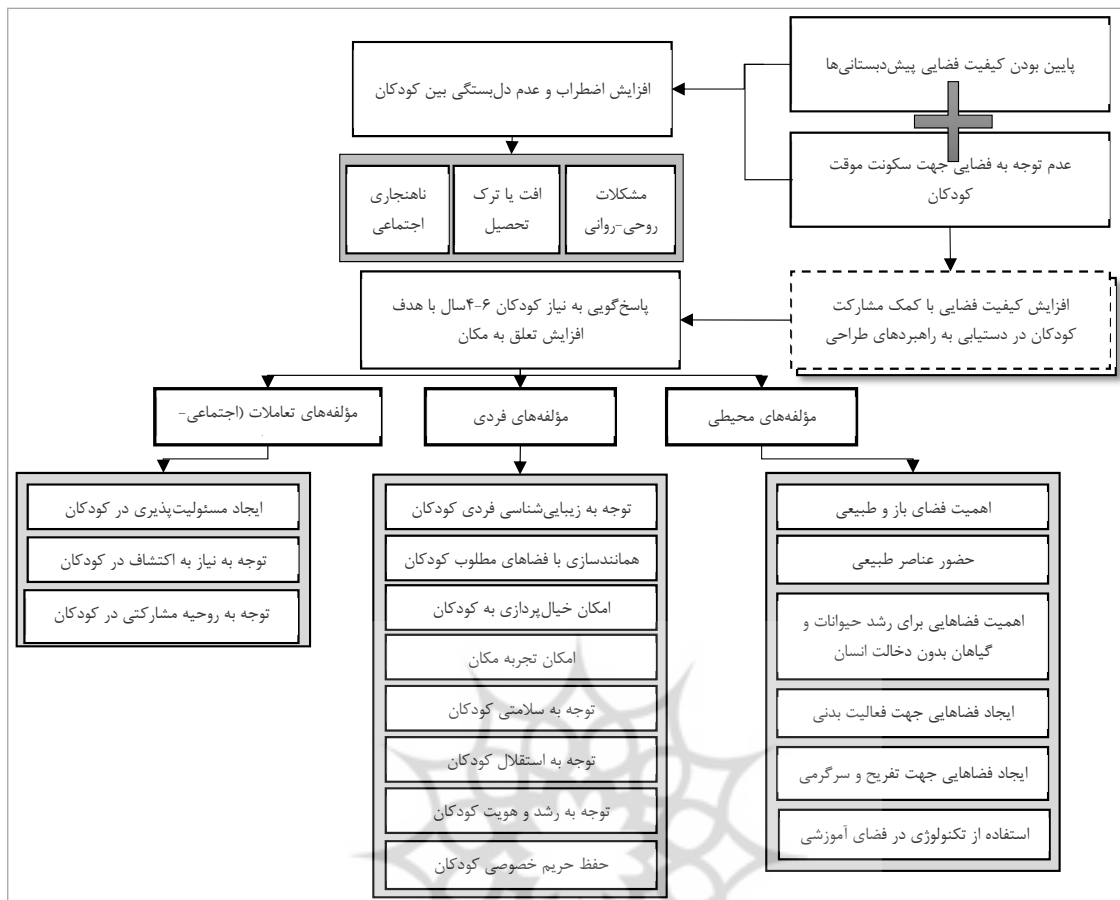 پایین بودن کیفیت فضایی پیش‌دبستانی‌ها
افزایش اضطراب و عدم دل‌بستگی بین کودکان
عدم توجه به فضایی جهت سکونت موقت
کودکان
مشکلات
روحی-روانی
افت یا ترک
تحصیل
ناهنجاری
اجتماعی
افزایش کیفیت فضایی با کمک مشارکت
کودکان در دستیابی به راهبردهای طراحی
پاسخ‌گویی به نیاز کودکان ۶-۴سال با هدف
افزایش تعلق به مکان
مؤلفه‌های محیطی
مؤلفه‌های فردی
مؤلفه‌های تعاملات (اجتماعی-
اهمیت فضای باز و طبیعی
حضور عناصر طبیعی
اهمیت فضاهایی برای رشد حیوانات و
گیاهان بدون دخالت انسان
ایجاد فضاهایی جهت فعالیت بدنی
ایجاد فضاهایی جهت تفریح و سرگرمی
استفاده از تکنولوژی در فضای آموزشی
توجه به زیبایی‌شناسی فردی کودکان
همانندسازی با فضاهای مطلوب کودکان
امکان خیال‌پردازی به کودکان
امکان تجربه مکان
توجه به سلامتی کودکان
توجه به استقلال کودکان
توجه به رشد و هویت کودکان
حفظ حریم خصوصی کودکان
ایجاد مسئولیت‌پذیری در کودکان
توجه به نیاز به اکتشاف در کودکان
توجه به روحیه مشارکتی در کودکان